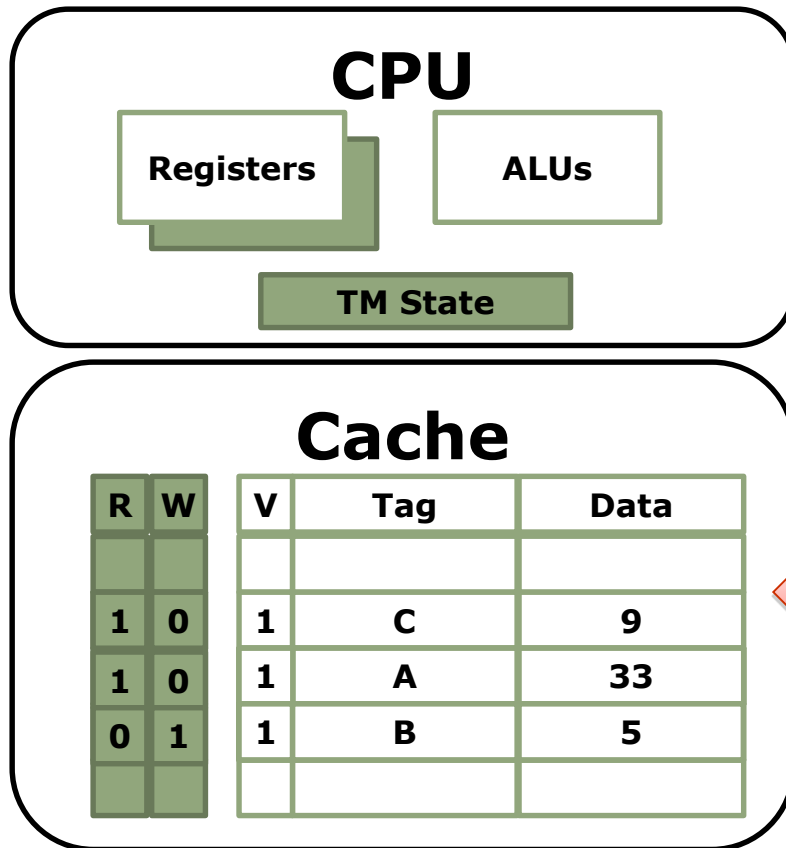 CPU
Registers ALUs
TM State
Cache
R W V Tag Data
1 0 1 C 9
1 0 1 A 33
0 1 1 B 5